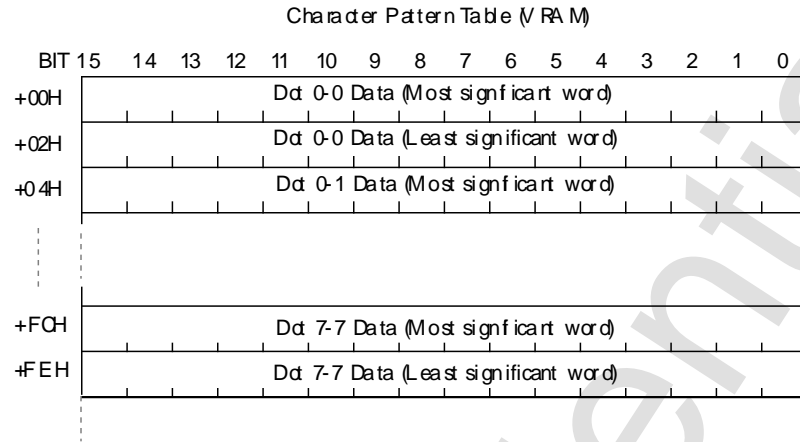 Character Pattern Table (VRAM)
BIT 15 14 13 12 11 10 9 8 7 6 5 4 3 2 1 0
+00H Dot 0-0 Data (Most signficant word)
+02H Dot 0-0 Data (Least significant word)
+04H Dot 0-1 Data (Most signficant word)
+FCH Dot 7-7 Data (Most signficant word)
+FEH Dot 7-7 Data (Least significant word)